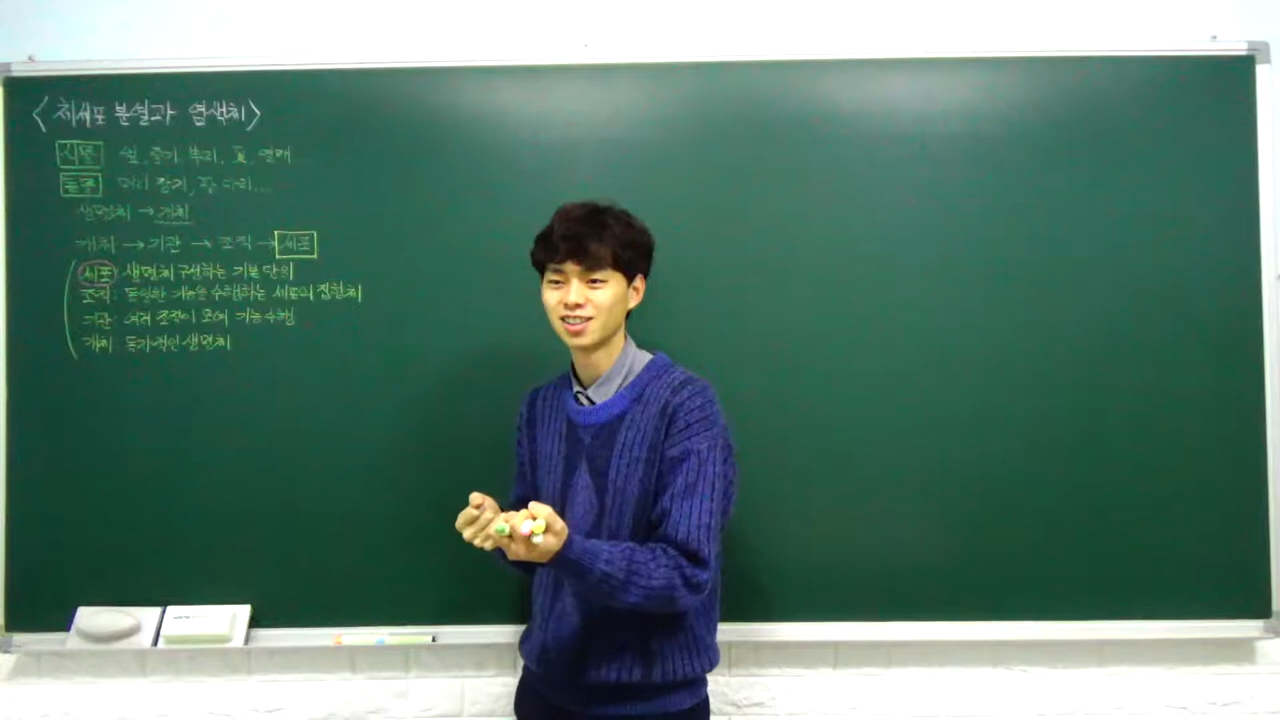 <체세포 분열과 염색체>
식물 잎, 줄기, 뿌리, 꽃, 열매
동물 머리 장기, 팔 다리...
생명체 → 개체
개체 → 기관 → 조직 → 세포
세포: 생명체 구성하는 기본 단위
조직: 동일한 기능을 수행하는 세포의 집합체
기관: 여러 조직이 모여 기능수행
개체: 독립적인 생명체